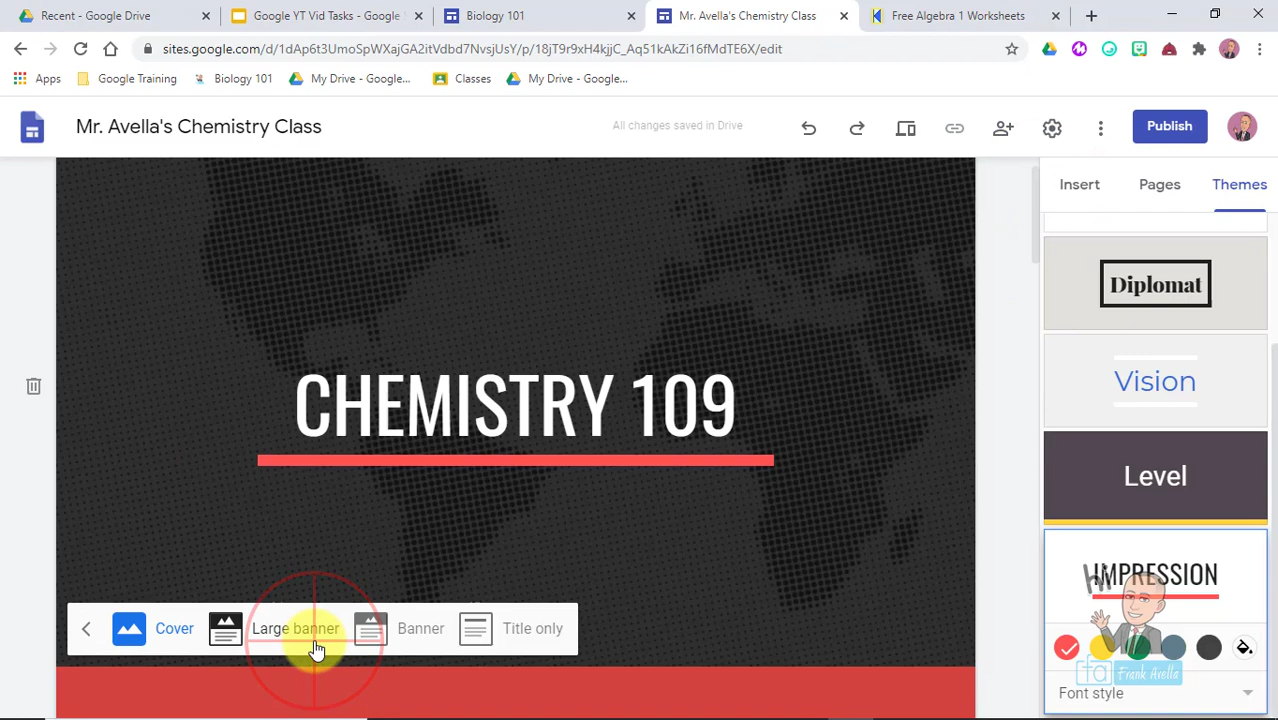 Recent - Google Drive
Google YT Vid Tasks - Google
Biology 101
Mr. Avella's Chemistry Class
Free Algebra 1 Worksheets
sites.google.com/d/1dAp6t3UmoSpWXajGA2itVdbd7NvsjUsY/p/18jT9r9xH4kjjC_Aq51kAkZi16fMdTE6X/edit
Apps
Google Training
Biology 101
My Drive - Google...
Classes
My Drive - Google...
Mr. Avella's Chemistry Class
All changes saved in Drive
Publish
Insert
Pages
Themes
Diplomat
CHEMISTRY 109
Vision
Level
IMPRESSION
hi
Cover
Large banner
Banner
Title only
fa Frank Avella
Font style